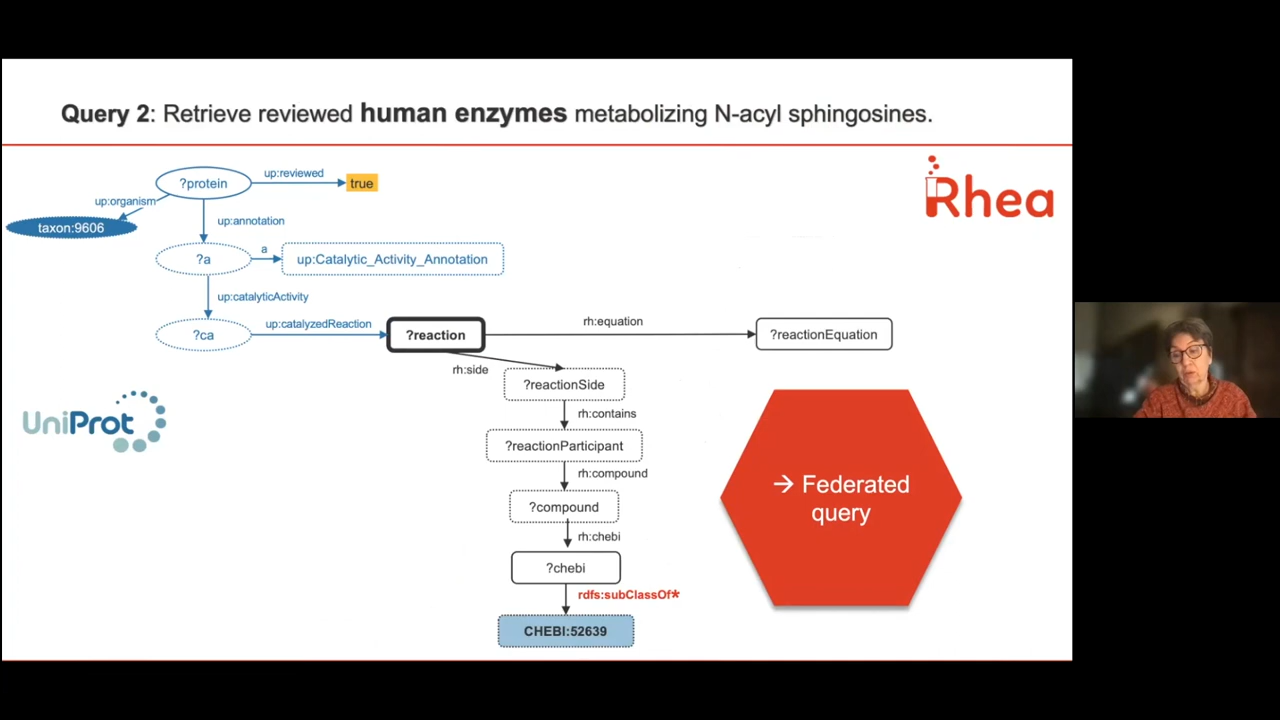 Query 2: Retrieve reviewed human enzymes metabolizing N-acyl sphingosines.
?protein
up:reviewed
true
up:organism
taxon:9606
up:annotation
?a
a
up:Catalytic_Activity_Annotation
up:catalyticActivity
?ca
up:catalyzedReaction
?reaction
rh:equation
?reactionEquation
rh:side
?reactionSide
rh:contains
?reactionParticipant
rh:compound
?compound
rh:chebi
?chebi
rdfs:subClassOf*
CHEBI:52639
Rhea
UniProt
→ Federated
query